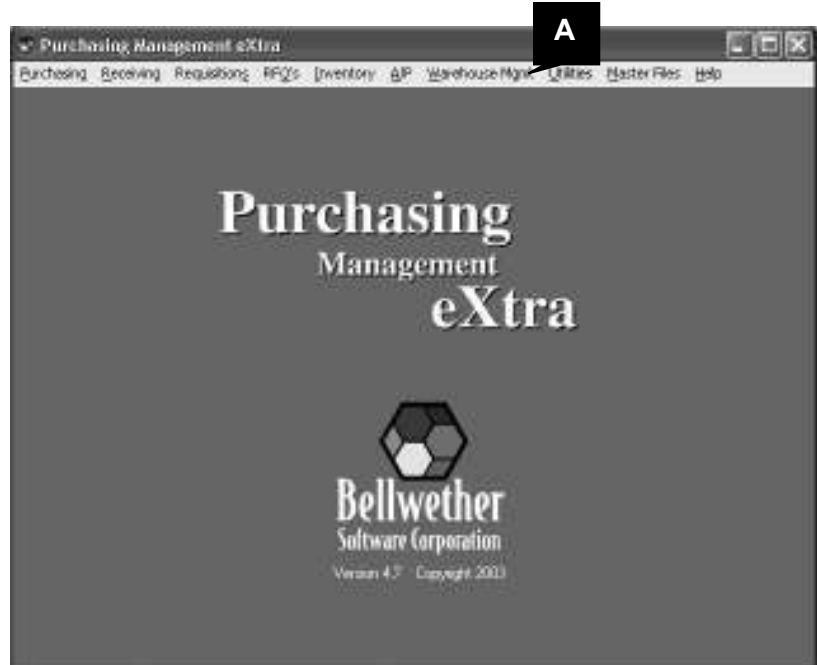 A
Purchasing Management eXtra
Purchasing Receiving Requisitions RFQ's Inventory A/P Warehouse Mgmt Utilities Master Files Help
Purchasing
Management
eXtra
Bellwether
Software Corporation
Version 4.7 Copyright 2003